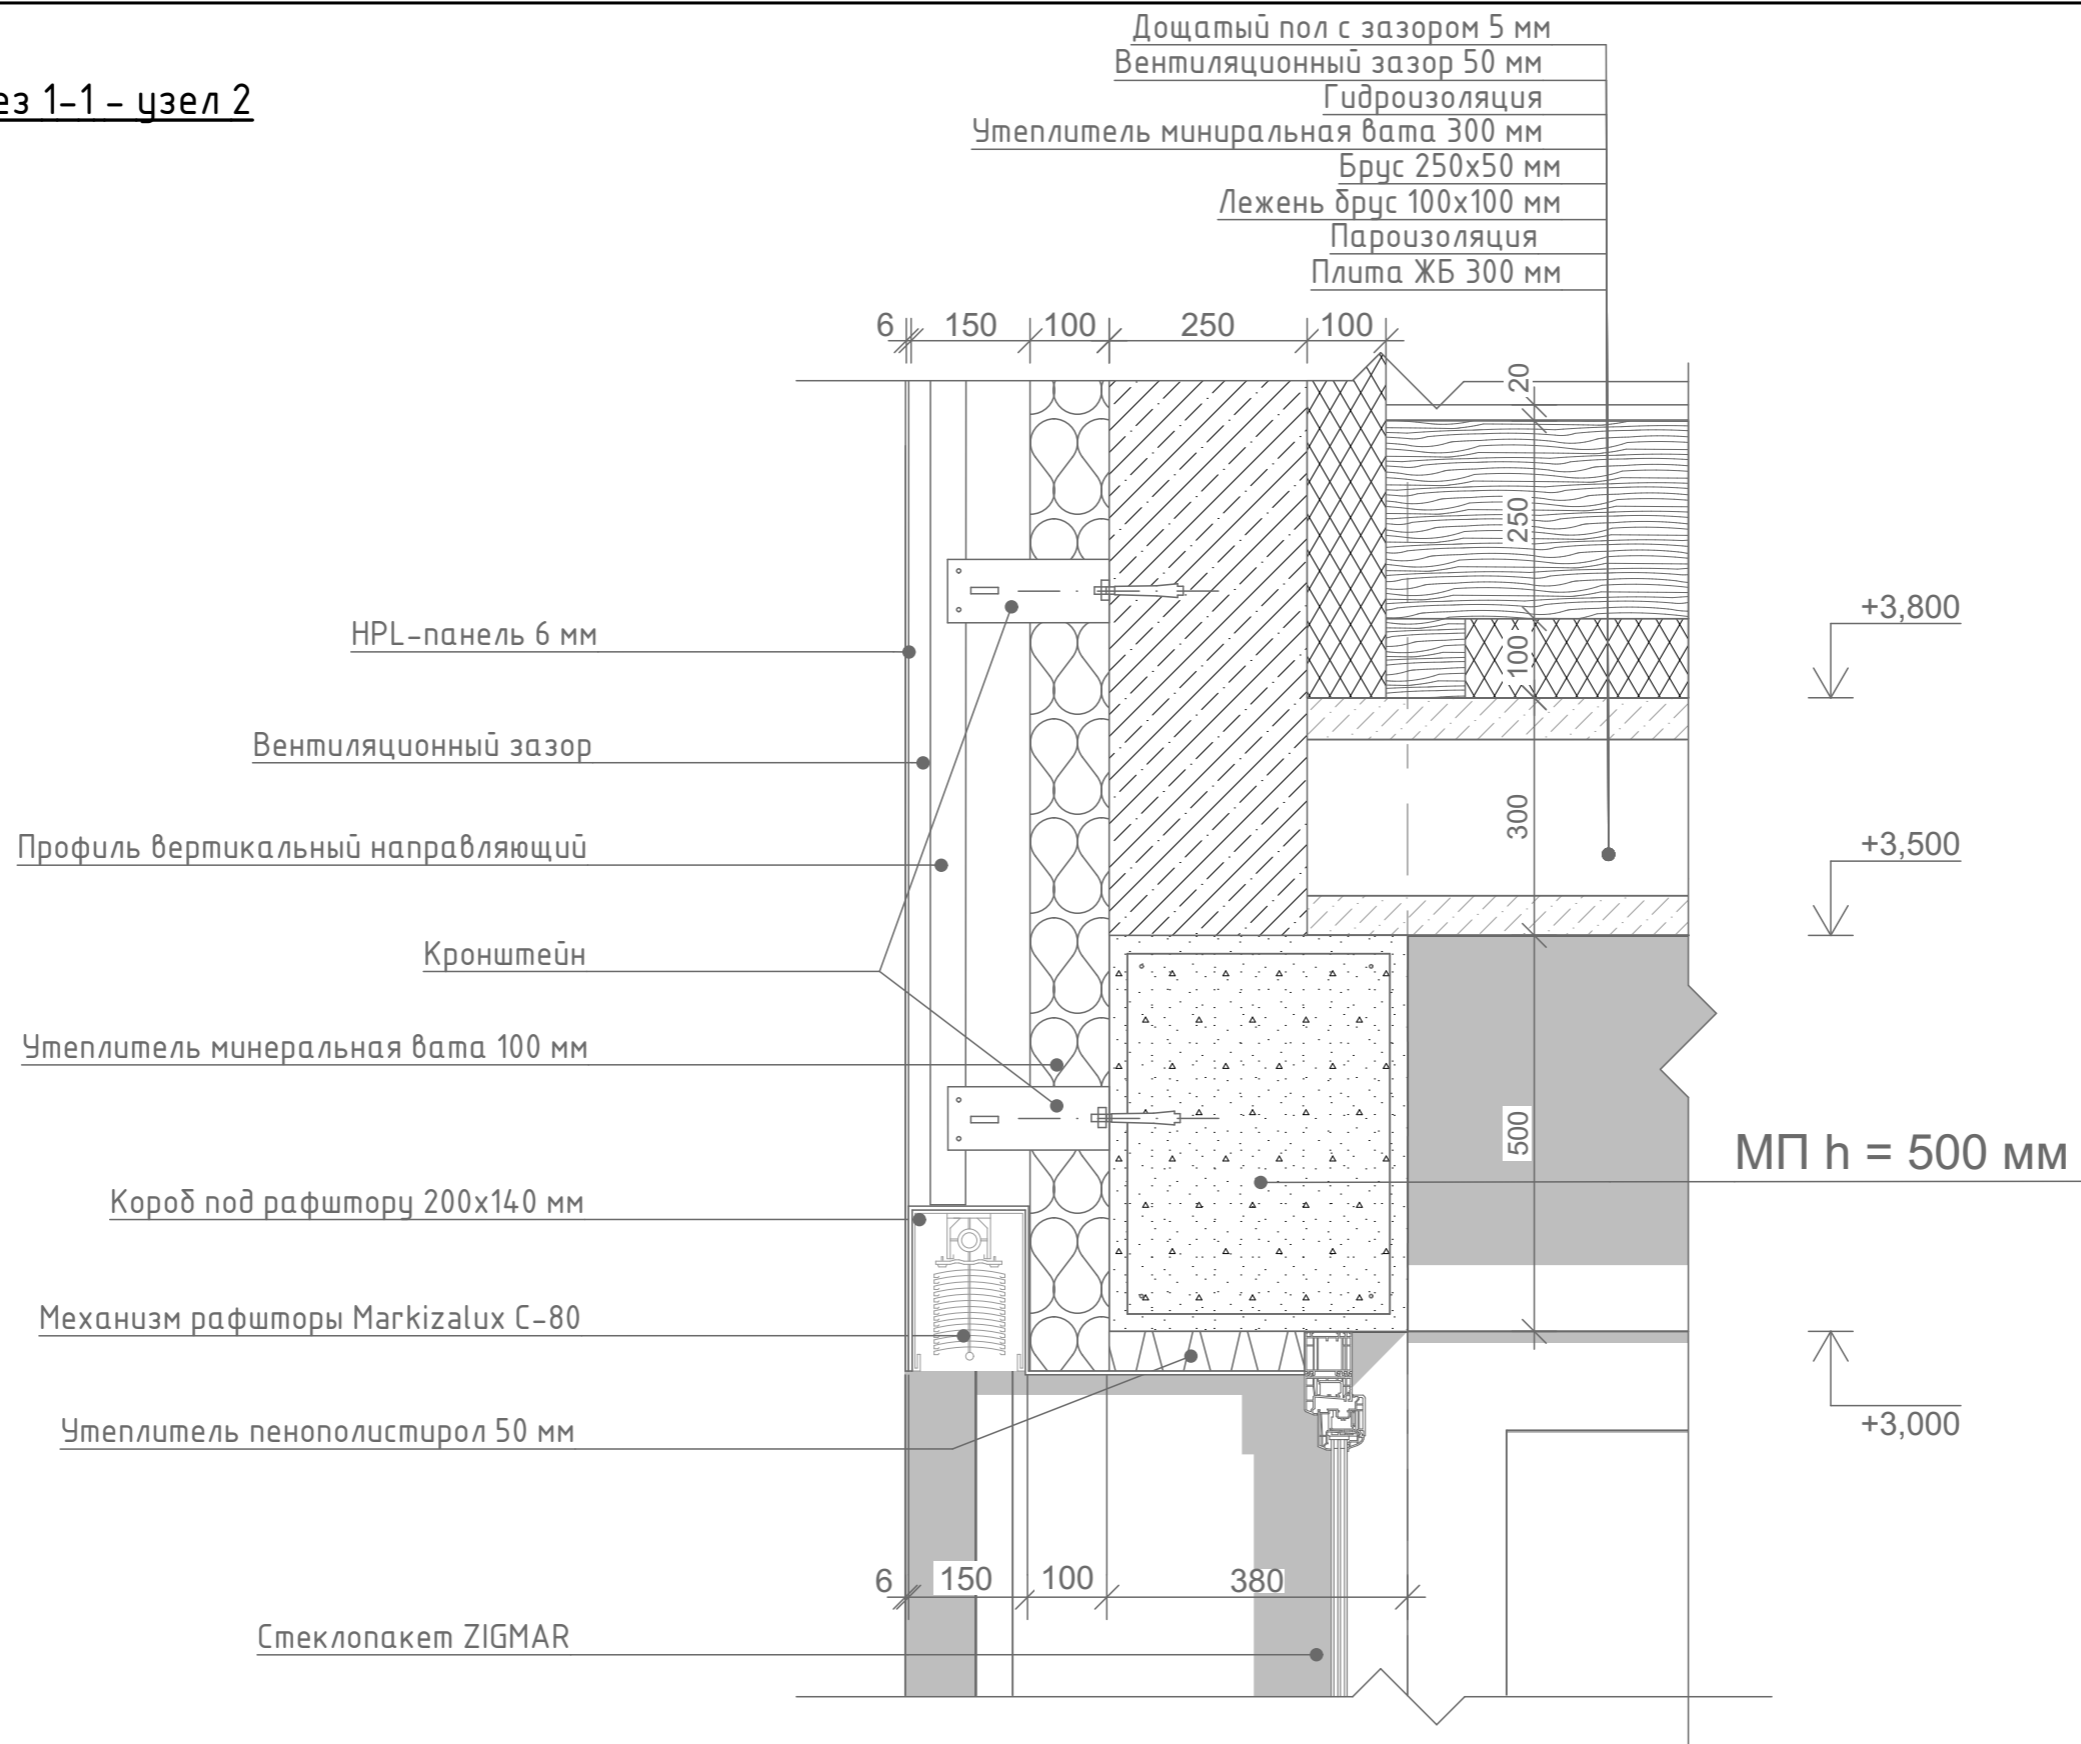 ез 1-1 - узел 2
Дощатый пол с зазором 5 мм
Вентиляционный зазор 50 мм
Гидроизоляция
Утеплитель миниральная вата 300 мм
Брус 250х50 мм
Лежень брус 100х100 мм
Пароизоляция
Плита ЖБ 300 мм
6 150 100 250 100
20
250
100
300
500
+3,800
+3,500
+3,000
HPL-панель 6 мм
Вентиляционный зазор
Профиль вертикальный направляющий
Кронштейн
Утеплитель минеральная вата 100 мм
МП h = 500 мм
Короб под рафштору 200х140 мм
Механизм рафшторы Markizalux C-80
Утеплитель пенополистирол 50 мм
6 150 100 380
Стеклопакет ZIGMAR